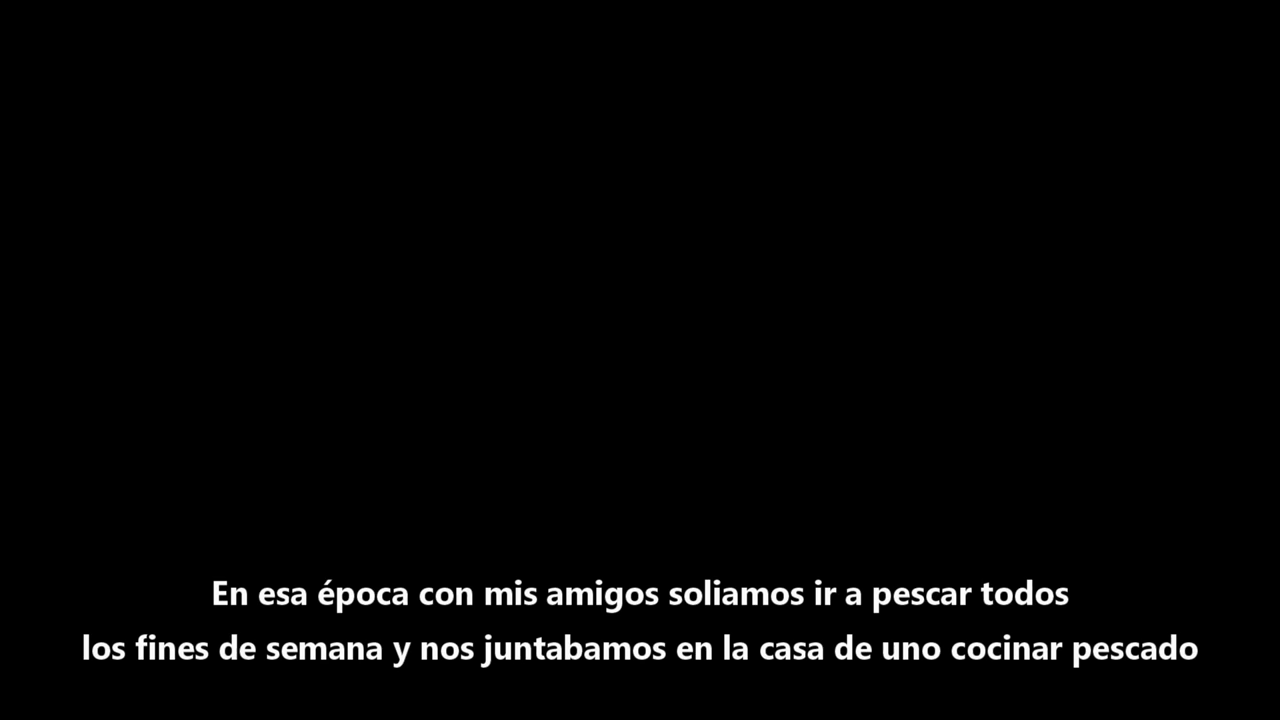 En esa época con mis amigos soliamos ir a pescar todos
los fines de semana y nos juntabamos en la casa de uno cocinar pescado